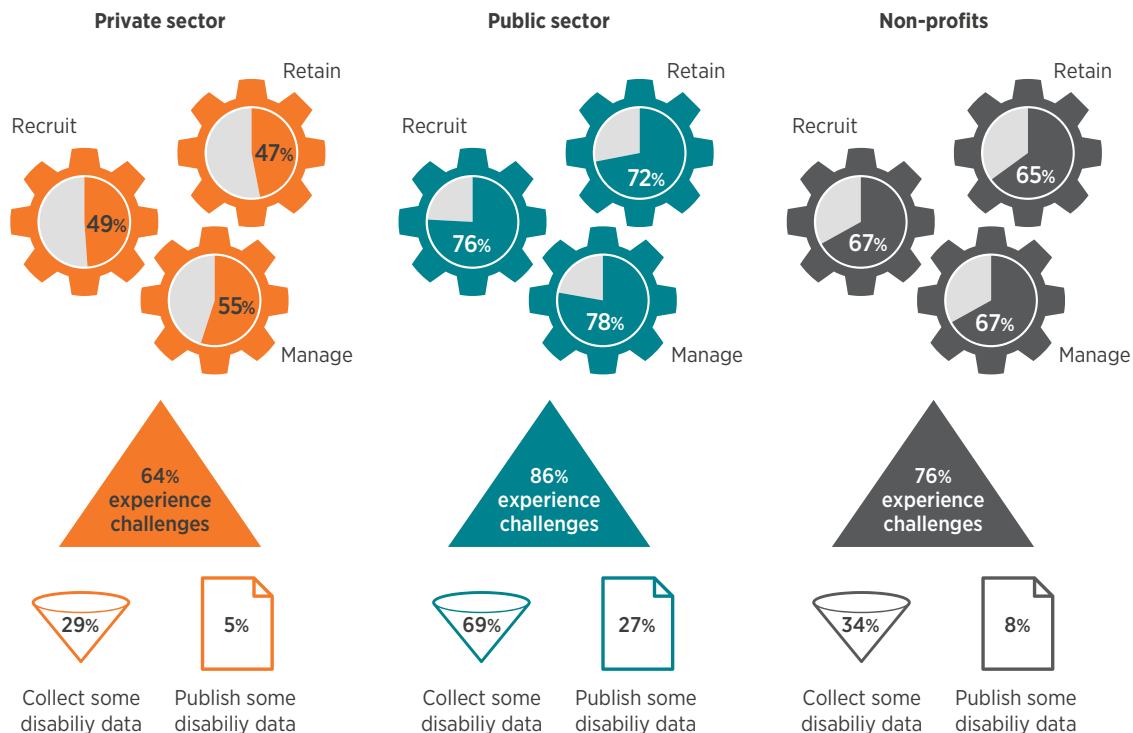 Private sector
Retain
Recruit
47%
49%
55%
Manage
64%
experience
challenges
29%
5%
Collect some
disabiliy data
Publish some
disabiliy data
Public sector
Retain
Recruit
72%
76%
78%
Manage
86%
experience
challenges
69%
27%
Collect some
disabiliy data
Publish some
disabiliy data
Non-profits
Retain
Recruit
65%
67%
67%
Manage
76%
experience
challenges
34%
8%
Collect some
disabiliy data
Publish some
disabiliy data